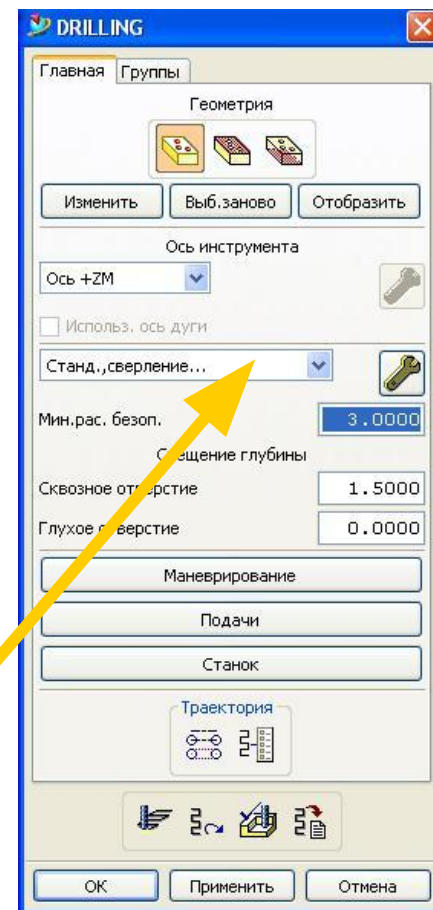 DRILLING
Главная Группы
Геометрия
Изменить Выб.заново Отобразить
Ось инструмента
Ось +ZM
Использ. ось дуги
Станд.,сверление...
Мин.рас. безоп. 3.0000
Смещение глубины
Сквозное отверстие 1.5000
Глухое отверстие 0.0000
Маневрирование
Подачи
Станок
Траектория
ОК Применить Отмена